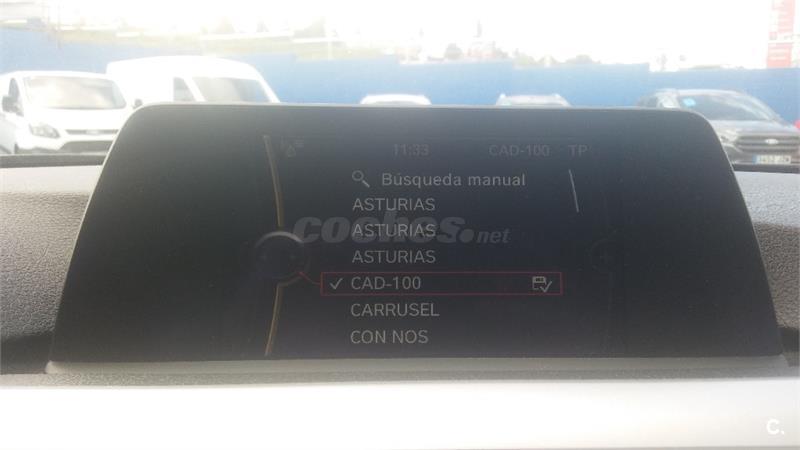 11:33 CAD-100 TP
Búsqueda manual
ASTURIAS
ASTURIAS
coches.net
ASTURIAS
CAD-100
CARRUSEL
CON NOS
C.